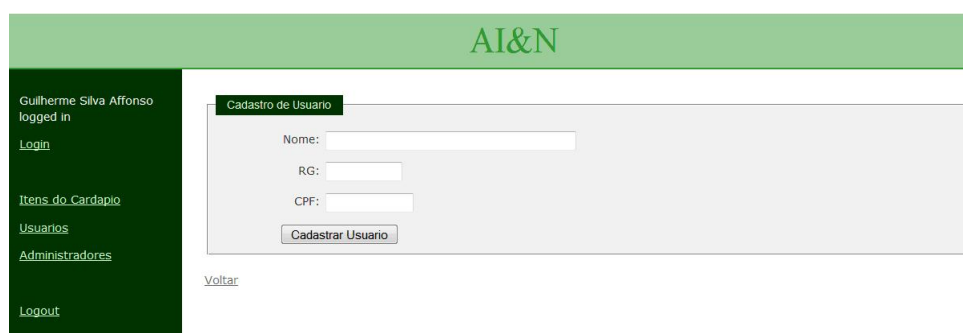 AI&N
Guilherme Silva Affonso
logged in
Login
Itens do Cardapio
Usuarios
Administradores
Logout
Cadastro de Usuario
Nome:
RG:
CPF:
Cadastrar Usuario
Voltar